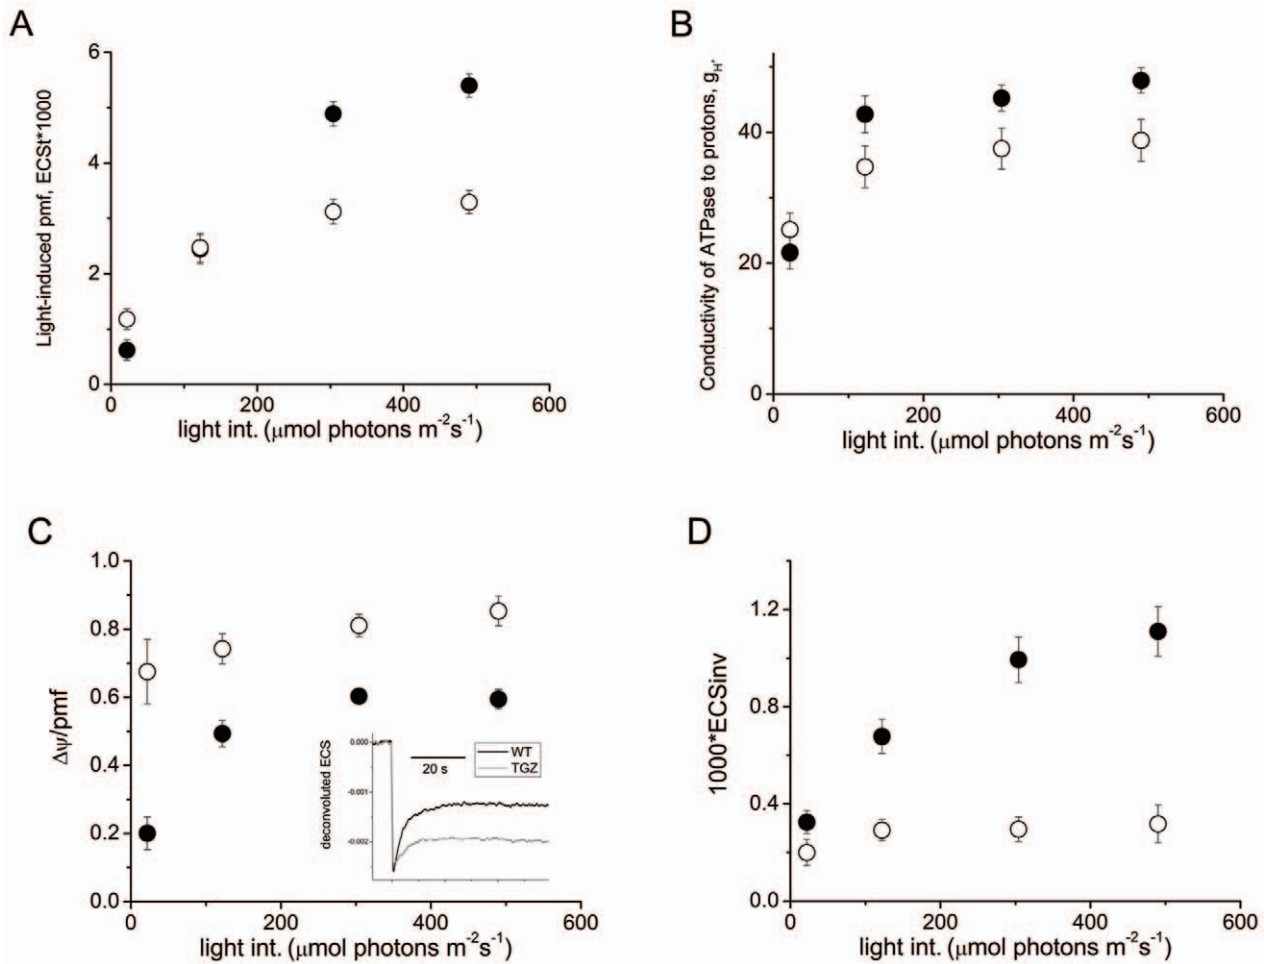 A
Light-induced pmf, ECSt*1000
6
4
2
0
0 200 400 600
light int. (μmol photons m⁻²s⁻¹)
B
Conductivity of ATPase to protons, gH⁺
40
20
0
0 200 400 600
light int. (μmol photons m⁻²s⁻¹)
C
Δψ/pmf
1.0
0.8
0.6
0.4
0.2
0.0
0 200 400 600
light int. (μmol photons m⁻²s⁻¹)
deconvoluted ECS
0.000
-0.001
-0.002
20 s
WT
TGZ
D
1000*ECSinv
1.2
0.8
0.4
0.0
0 200 400 600
light int. (μmol photons m⁻²s⁻¹)